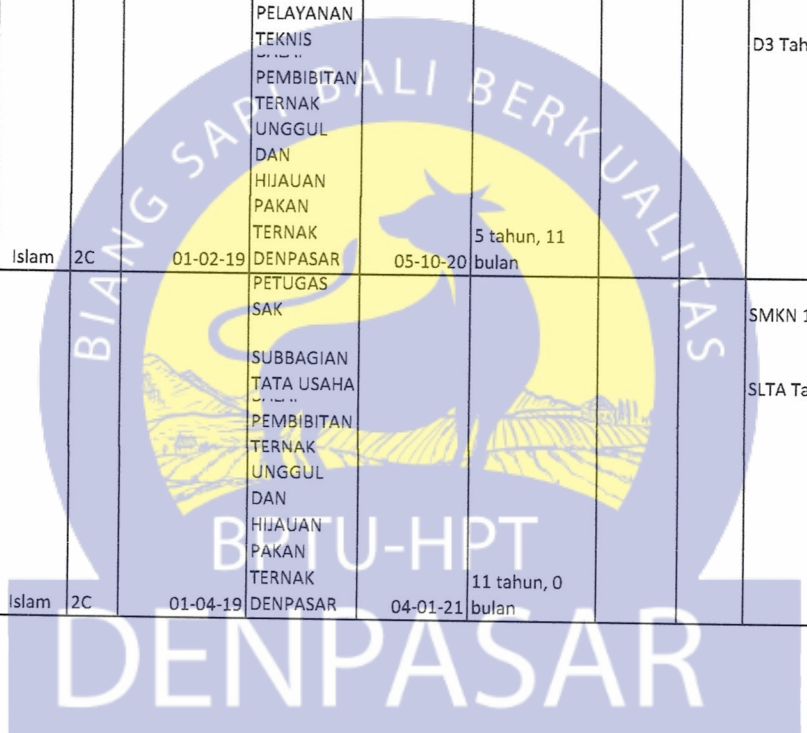 PELAYANAN
TEKNIS
D3 Tah
PEMBIBITAN
TERNAK
UNGGUL
DAN
HIJAUAN
PAKAN
TERNAK
5 tahun, 11
Islam 2C 01-02-19 DENPASAR 05-10-20 bulan
PETUGAS
SAK
SMKN 1
SUBBAGIAN
TATA USAHA
SLTA Ta
PEMBIBITAN
TERNAK
UNGGUL
DAN
HIJAUAN
PAKAN
TERNAK
11 tahun, 0
Islam 2C 01-04-19 DENPASAR 04-01-21 bulan
BIANG SAPI BALI BERKUALITAS
BPTU-HPT
DENPASAR